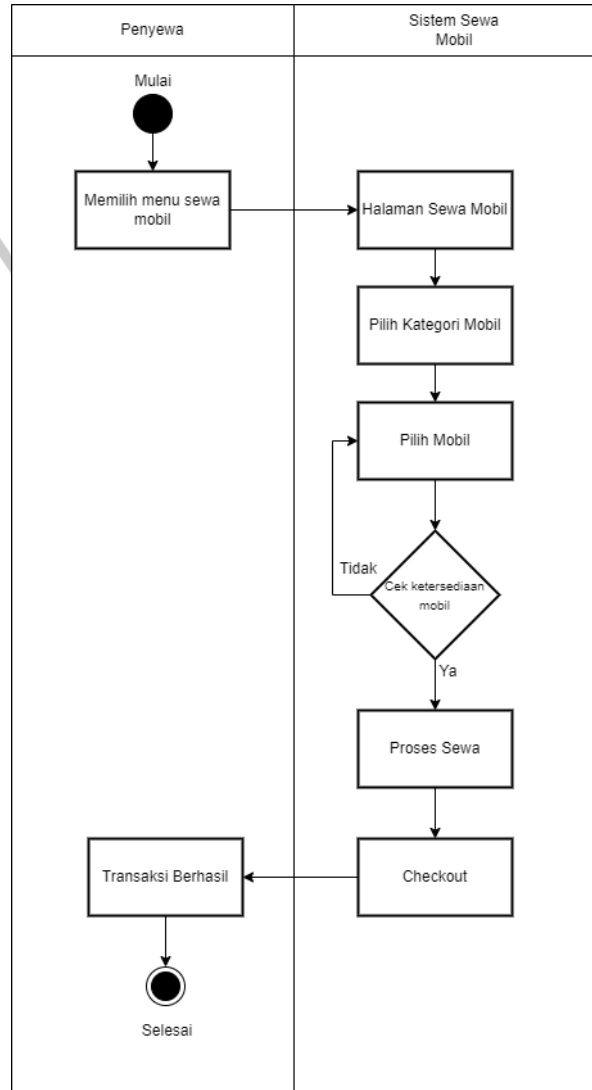 Penyewa
Sistem Sewa
Mobil
Mulai
Memilih menu sewa
mobil
Halaman Sewa Mobil
Pilih Kategori Mobil
Pilih Mobil
Tidak
Cek ketersediaan
mobil
Ya
Proses Sewa
Transaksi Berhasil
Checkout
Selesai